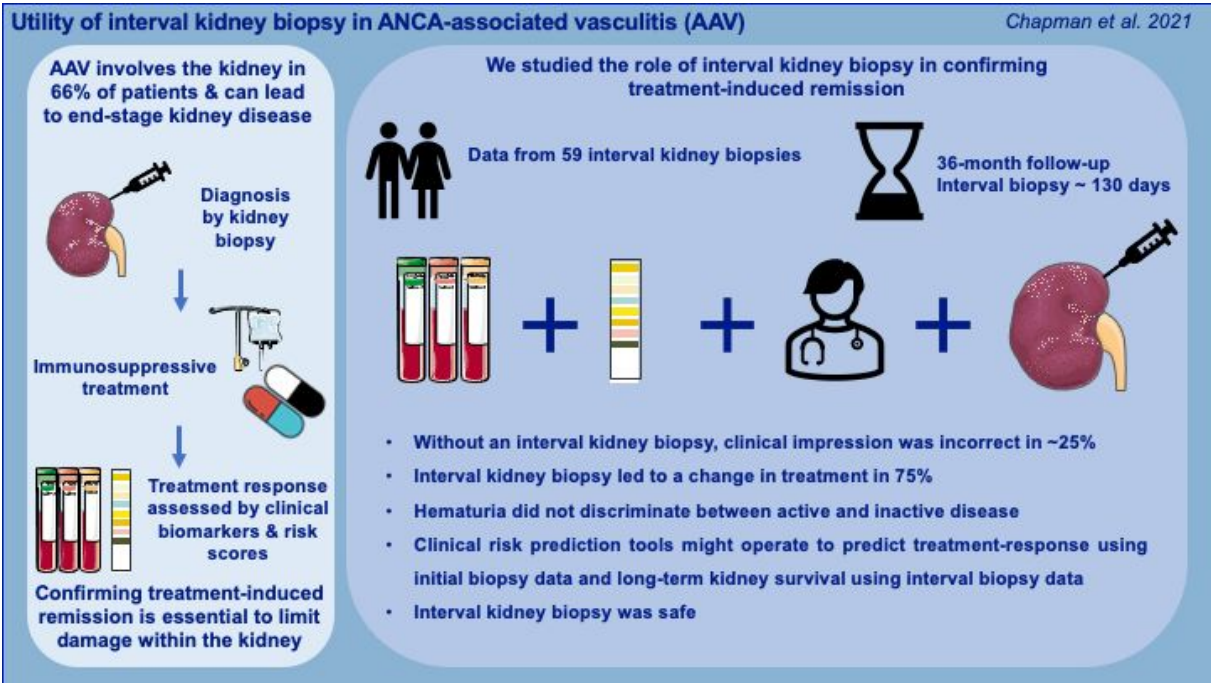 Utility of interval kidney biopsy in ANCA-associated vasculitis (AAV)
Chapman et al. 2021
AAV involves the kidney in
66% of patients & can lead
to end-stage kidney disease
Diagnosis
by kidney
biopsy
Immunosuppressive
treatment
Treatment response
assessed by clinical
biomarkers & risk
scores
Confirming treatment-induced
remission is essential to limit
damage within the kidney
We studied the role of interval kidney biopsy in confirming
treatment-induced remission
Data from 59 interval kidney biopsies
36-month follow-up
Interval biopsy ~ 130 days
• Without an interval kidney biopsy, clinical impression was incorrect in ~25%
• Interval kidney biopsy led to a change in treatment in 75%
• Hematuria did not discriminate between active and inactive disease
• Clinical risk prediction tools might operate to predict treatment-response using
initial biopsy data and long-term kidney survival using interval biopsy data
• Interval kidney biopsy was safe